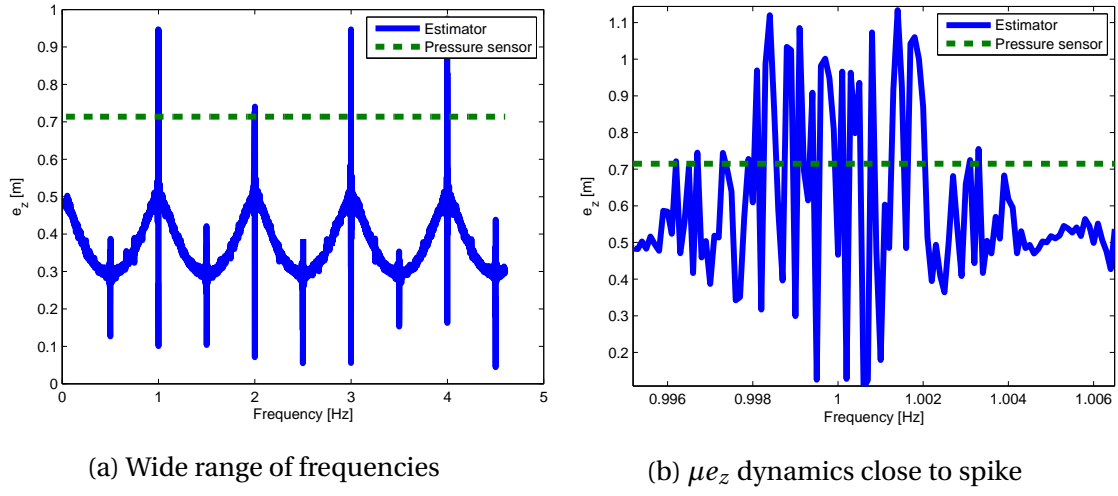 1
0.9
0.8
0.7
0.6
0.5
0.4
0.3
0.2
0.1
0
e_z [m]
0 1 2 3 4 5
Frequency [Hz]
Estimator
Pressure sensor
(a) Wide range of frequencies
1.1
1
0.9
0.8
0.7
0.6
0.5
0.4
0.3
0.2
e_z [m]
0.996 0.998 1 1.002 1.004 1.006
Frequency [Hz]
Estimator
Pressure sensor
(b) μe_z dynamics close to spike